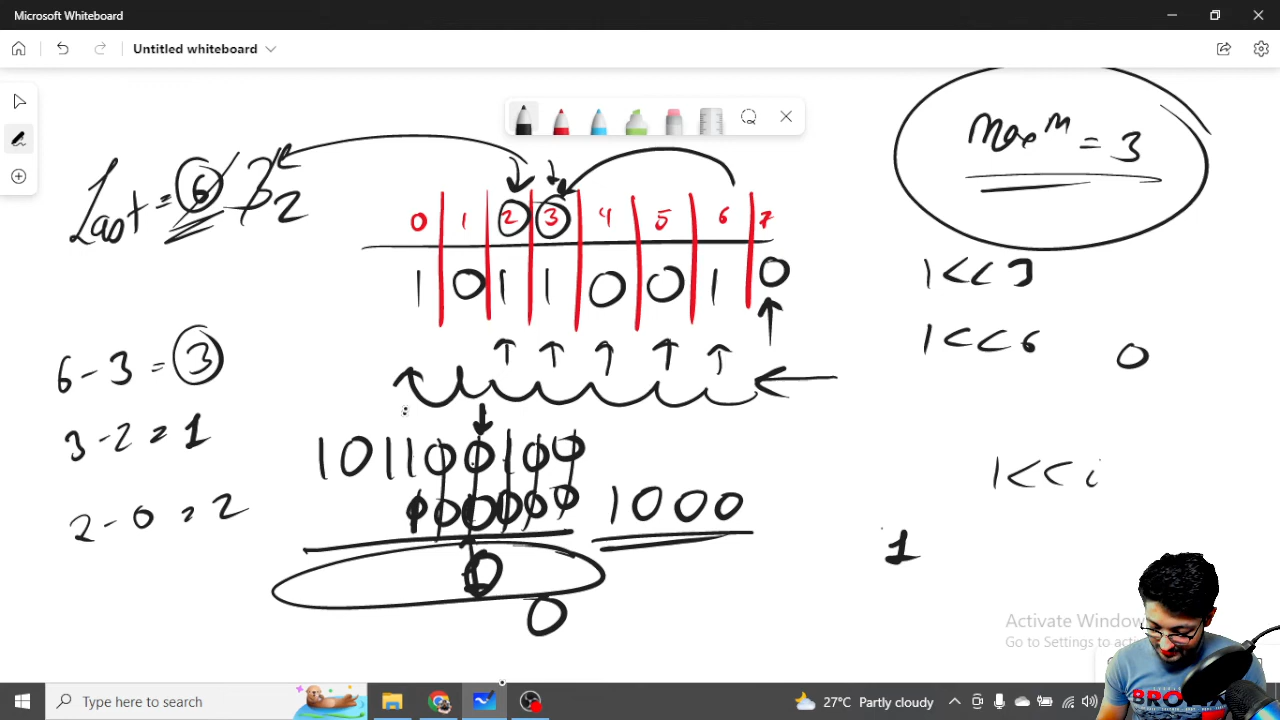 Microsoft Whiteboard
Untitled whiteboard
Last = 6 3 2
Max^M = 3
0 1 2 3 4 5 6 7
1 0 1 1 0 0 1 0
1<<3
1<<6 0
6 - 3 = 3
3 - 2 = 1
2 - 0 = 2
101100100
000000
1000
1<<i
1
0
0
Activate Windows
Go to Settings to
Type here to search
27°C Partly cloudy